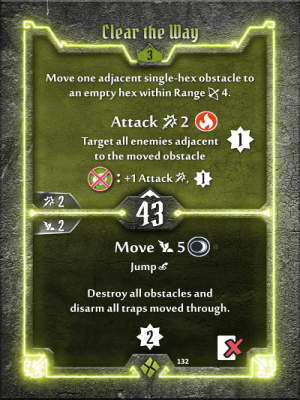 Clear the Way
3
Move one adjacent single-hex obstacle to
an empty hex within Range 4.
Attack 2
Target all enemies adjacent
to the moved obstacle
1
: +1 Attack, 1
2
43
2
Move 5
Jump
Destroy all obstacles and
disarm all traps moved through.
2
132